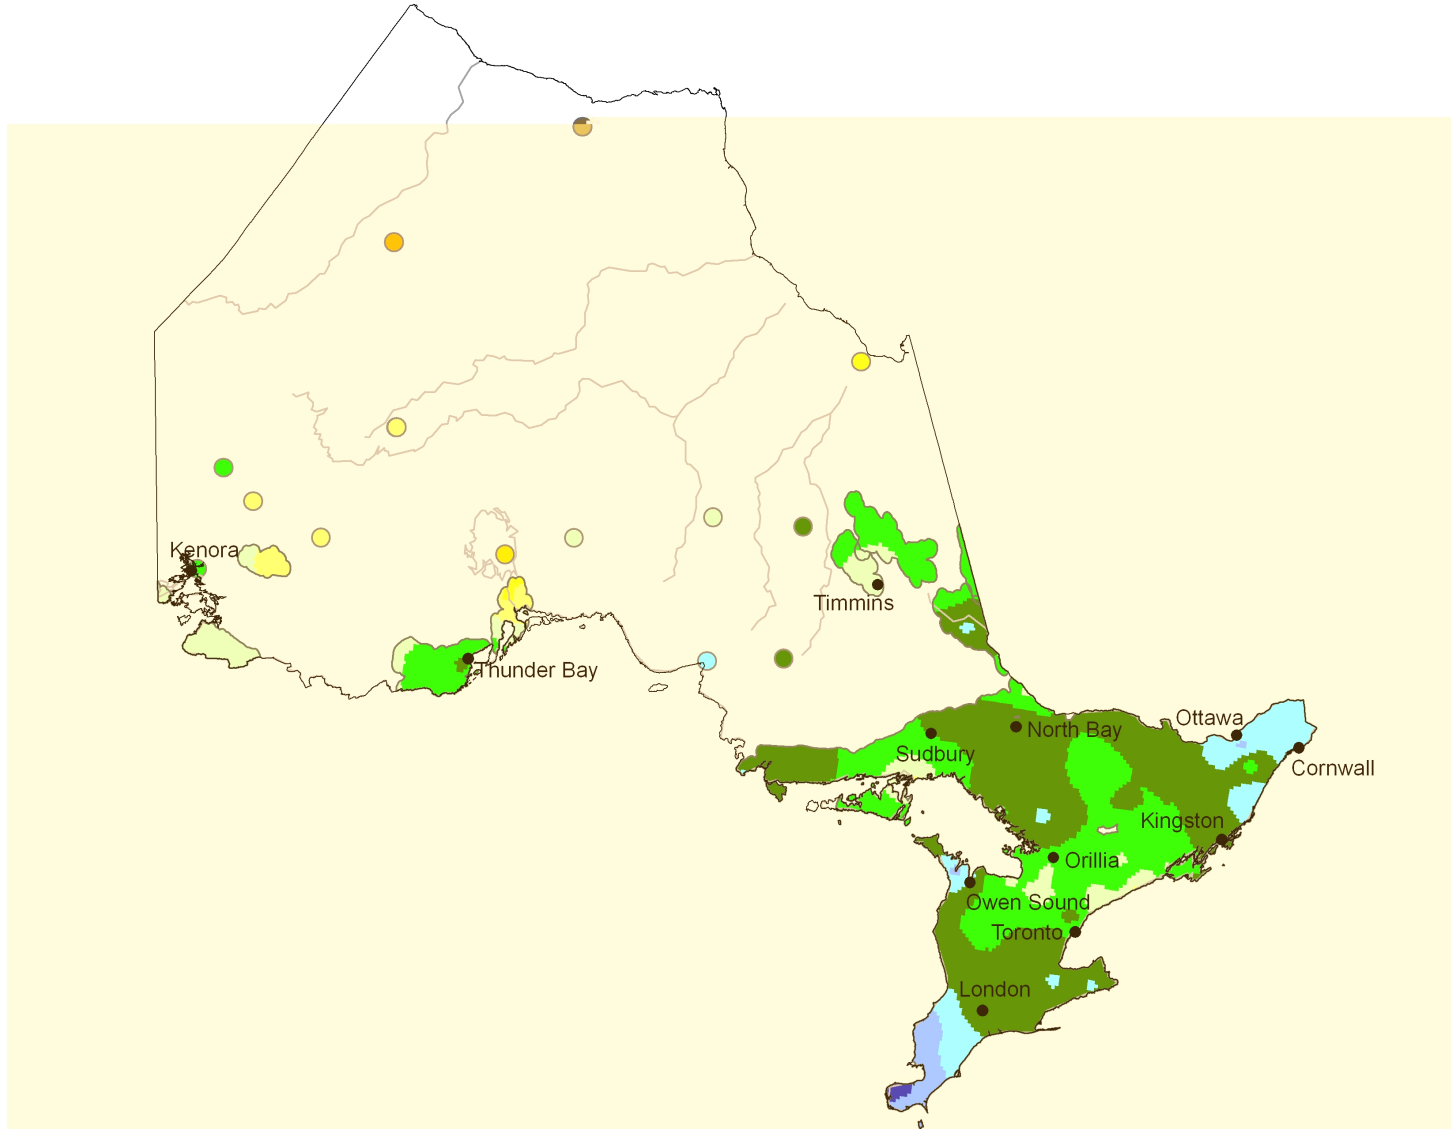 Kenora
Timmins
Thunder Bay
Ottawa
North Bay
Sudbury
Cornwall
Kingston
Orillia
Owen Sound
Toronto
London